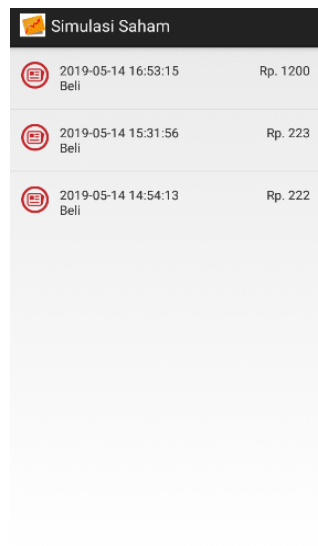 Simulasi Saham
2019-05-14 16:53:15 Rp. 1200
Beli
2019-05-14 15:31:56 Rp. 223
Beli
2019-05-14 14:54:13 Rp. 222
Beli